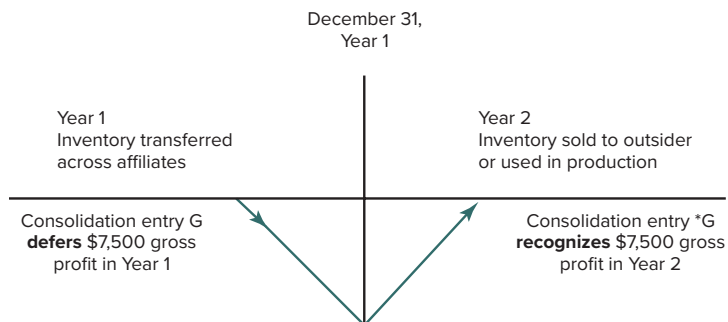 December 31,
Year 1
Year 1
Inventory transferred
across affiliates
Year 2
Inventory sold to outsider
or used in production
Consolidation entry G
defers $7,500 gross
profit in Year 1
Consolidation entry *G
recognizes $7,500 gross
profit in Year 2